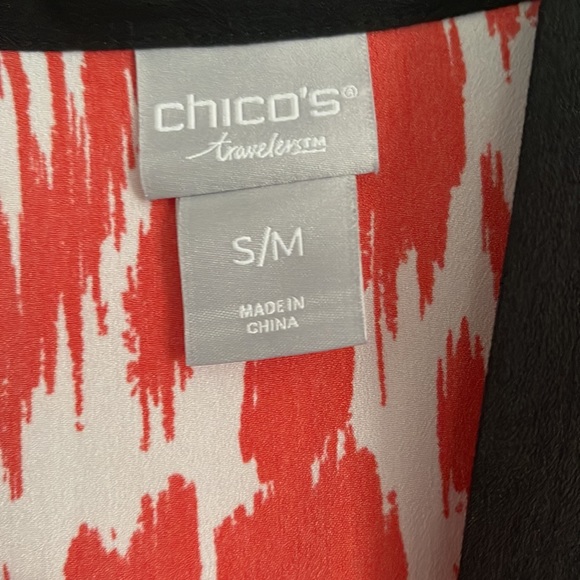 chico's®
travelers™
S/M
MADE IN
CHINA